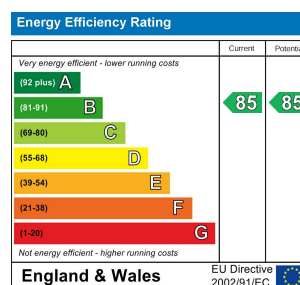 Energy Efficiency Rating
Current Potentia
Very energy efficient - lower running costs
(92 plus) A
(81-91) B
85 85
(69-80) C
(55-68) D
(39-54) E
(21-38) F
(1-20) G
Not energy efficient - higher running costs
England & Wales
EU Directive
2002/91/EC